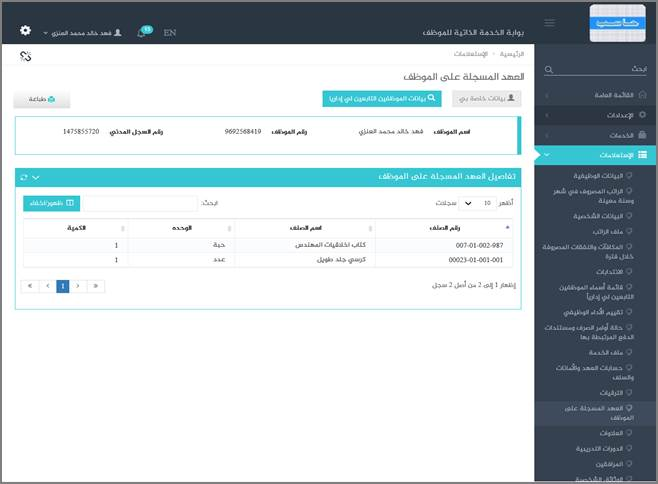 حاسب
بوابة الخدمة الذاتية للموظف
EN
15
فهد خالد محمد العنزي
ابحث
القائمة العامة
الإعدادات
الخدمات
الإستعلامات
البيانات الوظيفية
الراتب المصروف في شهر
وسنة معينة
البيانات الشخصية
ملف الراتب
المكافآت والنفقات المصروفة
خلال فترة
الانتدابات
قائمة أسماء الموظفين
التابعين لي إدارياً
تقييم الأداء الوظيفي
حالة أوامر الصرف ومستندات
الدفع المرتبطة بها
ملف الخدمة
حسابات العهد والأمانات
والسلف
الترقيات
العهد المسجلة على
الموظف
العلاوات
الدورات التدريبية
المرافقين
الوثائق الشخصية
الرئيسية - الإستعلامات
العهد المسجلة على الموظف
بيانات خاصة بي
بيانات الموظفين التابعين لي إداريا
طباعة
اسم الموظف فهد خالد محمد العنزي رقم الموظف 9692568419 رقم السجل المدني 1475855720
تفاصيل العهد المسجلة على الموظف
أظهر 10 سجلات
ابحث:
ظهور/اخفاء
رقم الصنف اسم الصنف الوحده الكمية
007-01-002-987 كتاب اخلاقيات المهندس حبة 1
00023-01-001-001 كرسي جلد طويل عدد 1
إظهار 1 إلى 2 من أصل 2 سجل
« ‹ 1 › »